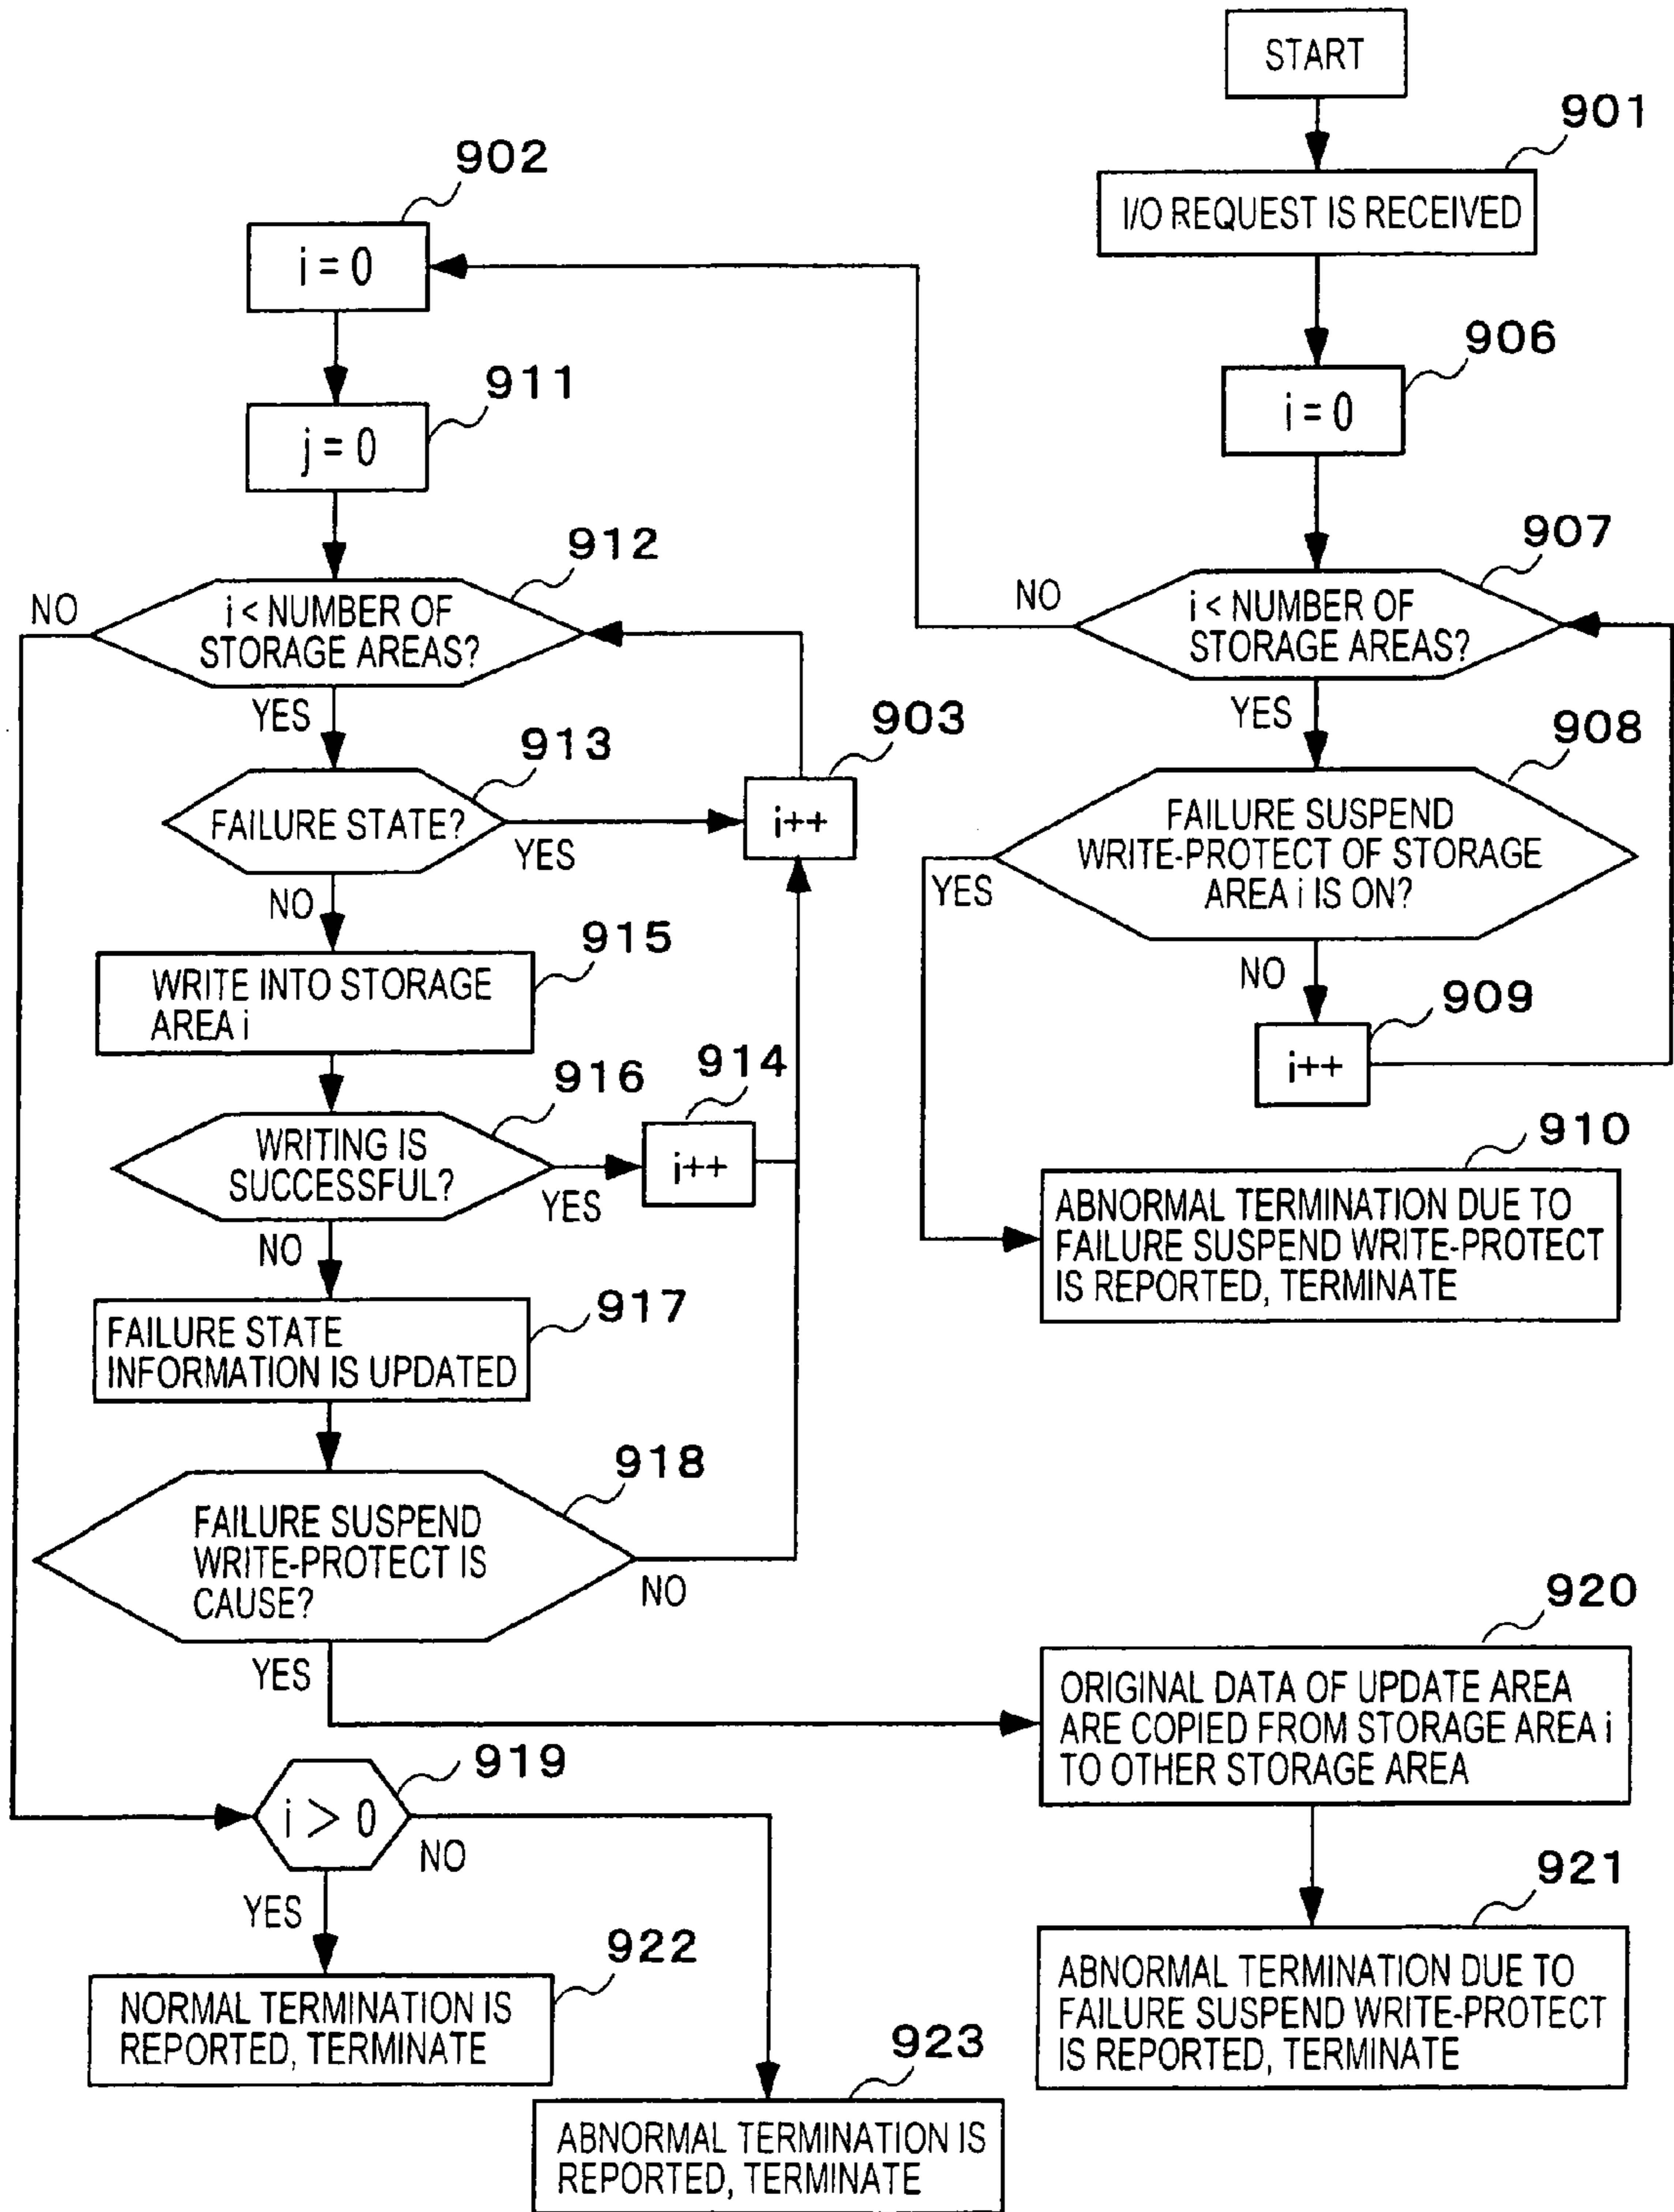 START
901
I/O REQUEST IS RECEIVED
906
i = 0
907
i < NUMBER OF
STORAGE AREAS?
NO
YES
908
FAILURE SUSPEND
WRITE-PROTECT OF STORAGE
AREA i IS ON?
YES
NO
909
i++
910
ABNORMAL TERMINATION DUE TO
FAILURE SUSPEND WRITE-PROTECT
IS REPORTED, TERMINATE
902
i = 0
911
j = 0
912
i < NUMBER OF
STORAGE AREAS?
NO
YES
913
FAILURE STATE?
YES
903
i++
NO
915
WRITE INTO STORAGE
AREA i
916
WRITING IS
SUCCESSFUL?
YES
914
i++
NO
917
FAILURE STATE
INFORMATION IS UPDATED
918
FAILURE SUSPEND
WRITE-PROTECT IS
CAUSE?
NO
YES
920
ORIGINAL DATA OF UPDATE AREA
ARE COPIED FROM STORAGE AREA i
TO OTHER STORAGE AREA
921
ABNORMAL TERMINATION DUE TO
FAILURE SUSPEND WRITE-PROTECT
IS REPORTED, TERMINATE
919
i > 0
NO
YES
922
NORMAL TERMINATION IS
REPORTED, TERMINATE
923
ABNORMAL TERMINATION IS
REPORTED, TERMINATE